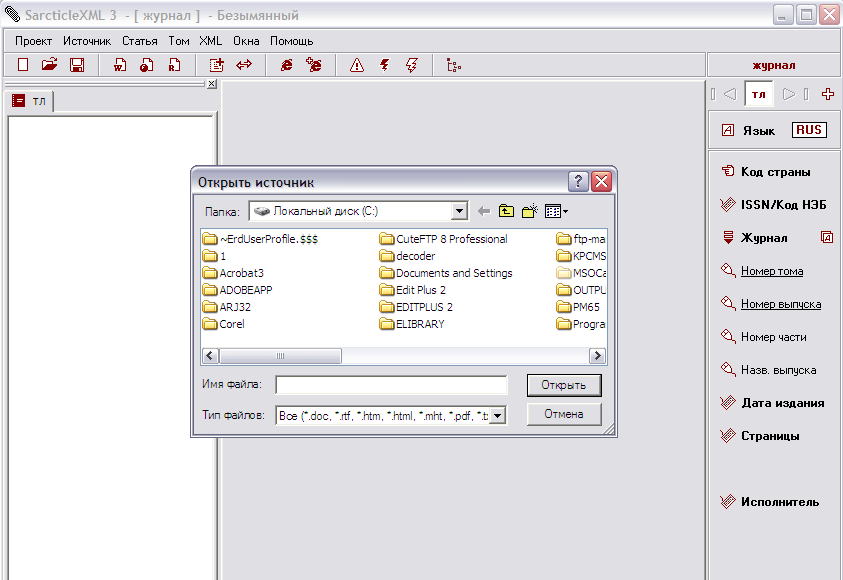 SarcticleXML 3 - [ журнал ] - Безымянный
Проект Источник Статья Том XML Окна Помощь
журнал
тл
тл
Язык RUS
Код страны
ISSN/Код НЭБ
Журнал
Номер тома
Номер выпуска
Номер части
Назв. выпуска
Дата издания
Страницы
Исполнитель
Открыть источник
Папка: Локальный диск (C:)
~ErdUserProfile.$$$ CuteFTP 8 Professional ftp-ma
1 decoder KPCMS
Acrobat3 Documents and Settings MSOCa
ADOBEAPP Edit Plus 2 OUTPU
ARJ32 EDITPLUS 2 PM65
Corel ELIBRARY Progra
Имя файла: Открыть
Тип файлов: Все (*.doc, *.rtf, *.htm, *.html, *.mht, *.pdf, *.t Отмена